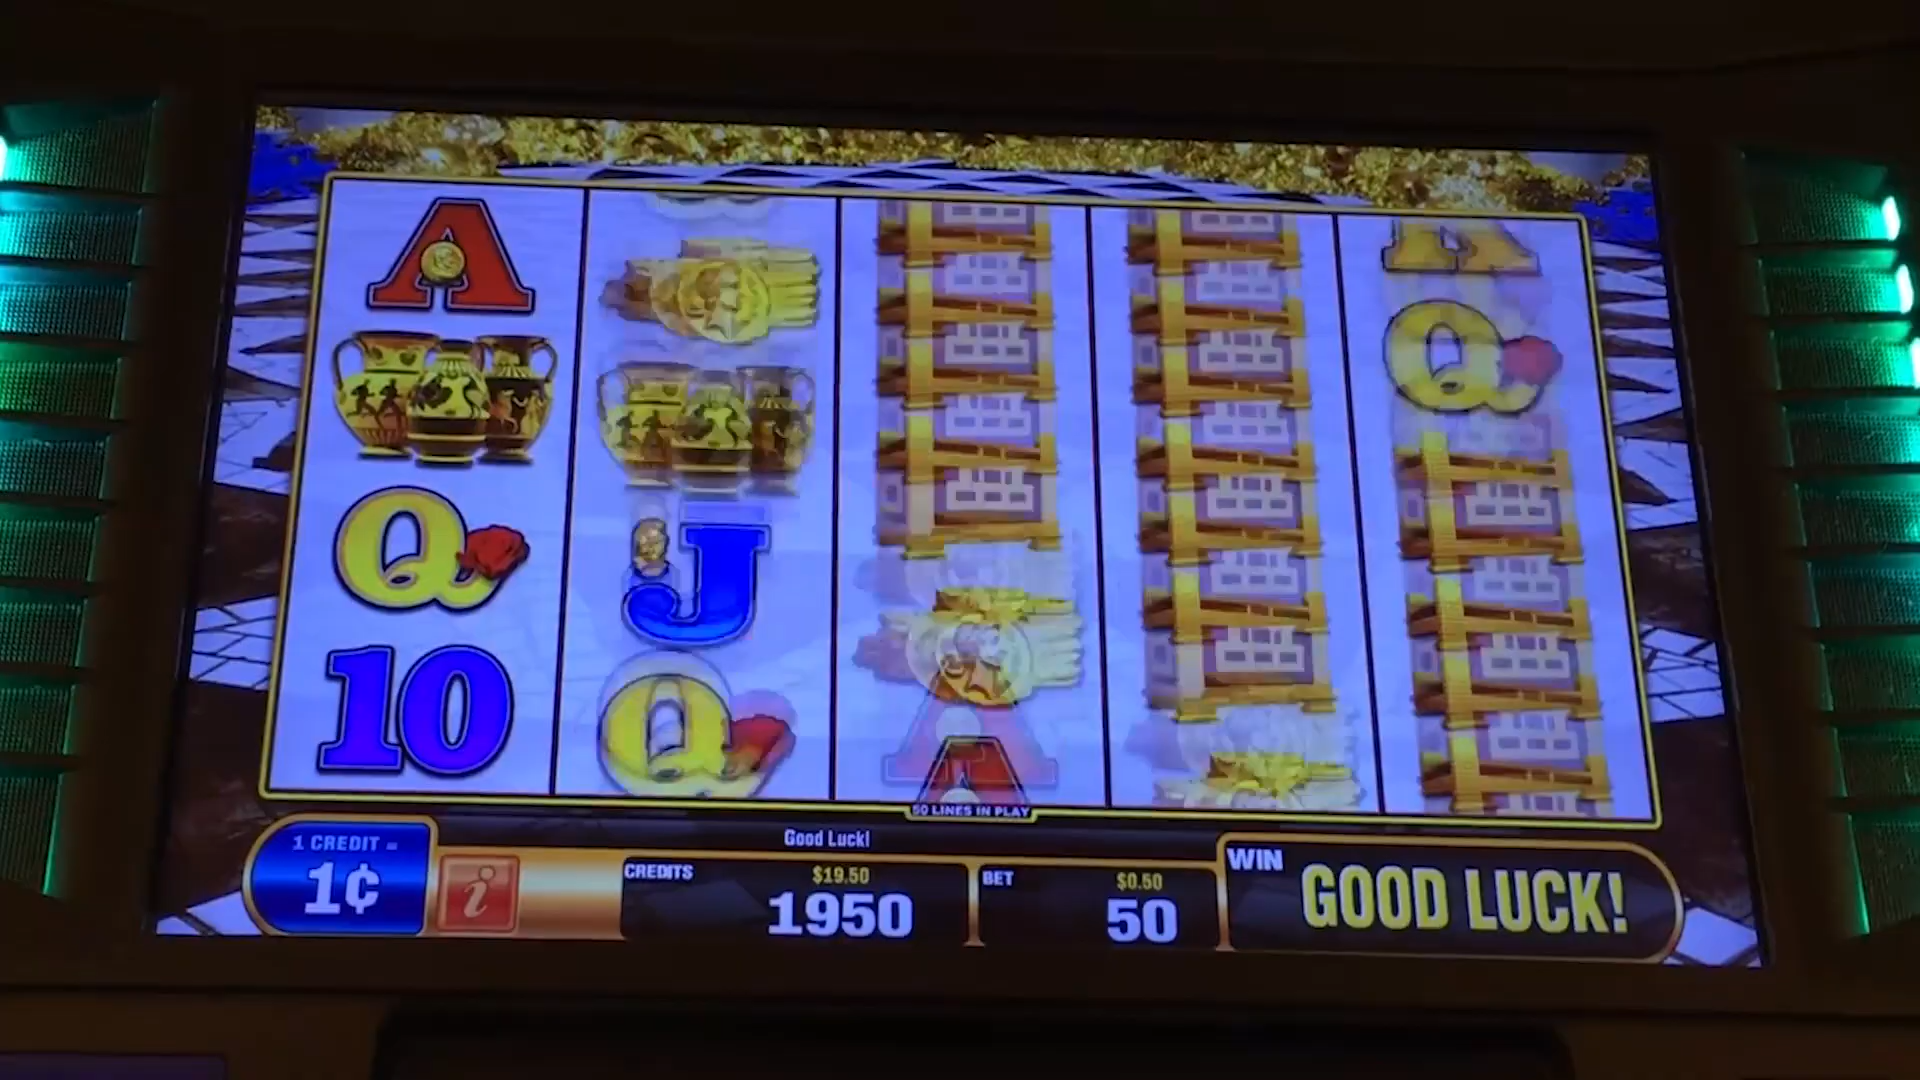 A
A
Q
Q
J
10
Q
A
50 LINES IN PLAY
Good Luck!
1 CREDIT =
1¢
i
CREDITS
$19.50
1950
BET
$0.50
50
WIN
GOOD LUCK!